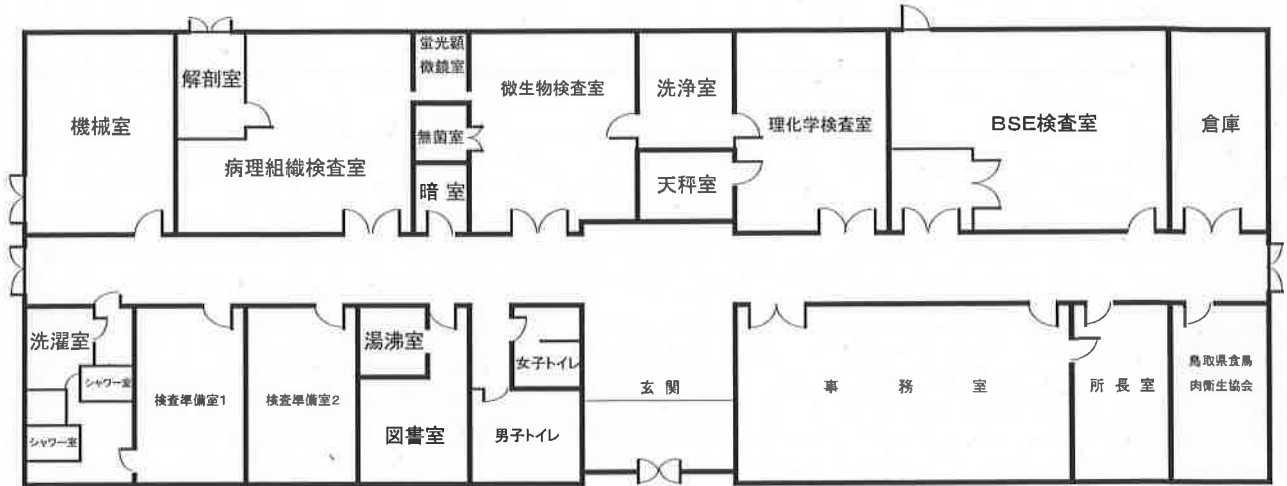 蛍光顕
微鏡室
解剖室
微生物検査室
洗浄室
機械室
無菌室
理化学検査室
BSE検査室
倉庫
病理組織検査室
暗室
天秤室
洗濯室
湯沸室
女子トイレ
シャワー室
検査準備室1
検査準備室2
玄関
事務室
所長室
鳥取県食鳥
肉衛生協会
シャワー室
図書室
男子トイレ